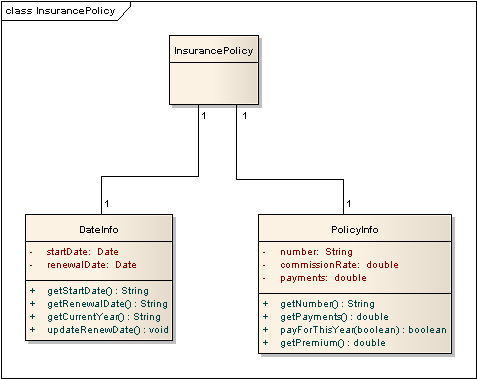 class InsurancePolicy
InsurancePolicy
1
1
1
1
DateInfo
- startDate: Date
- renewalDate: Date
+ getStartDate() : String
+ getRenewalDate() : String
+ getCurrentYear() : String
+ updateRenewDate() : void
PolicyInfo
- number: String
- commissionRate: double
- payments: double
+ getNumber() : String
+ getPayments() : double
+ payForThisYear(boolean) : boolean
+ getPremium() : double